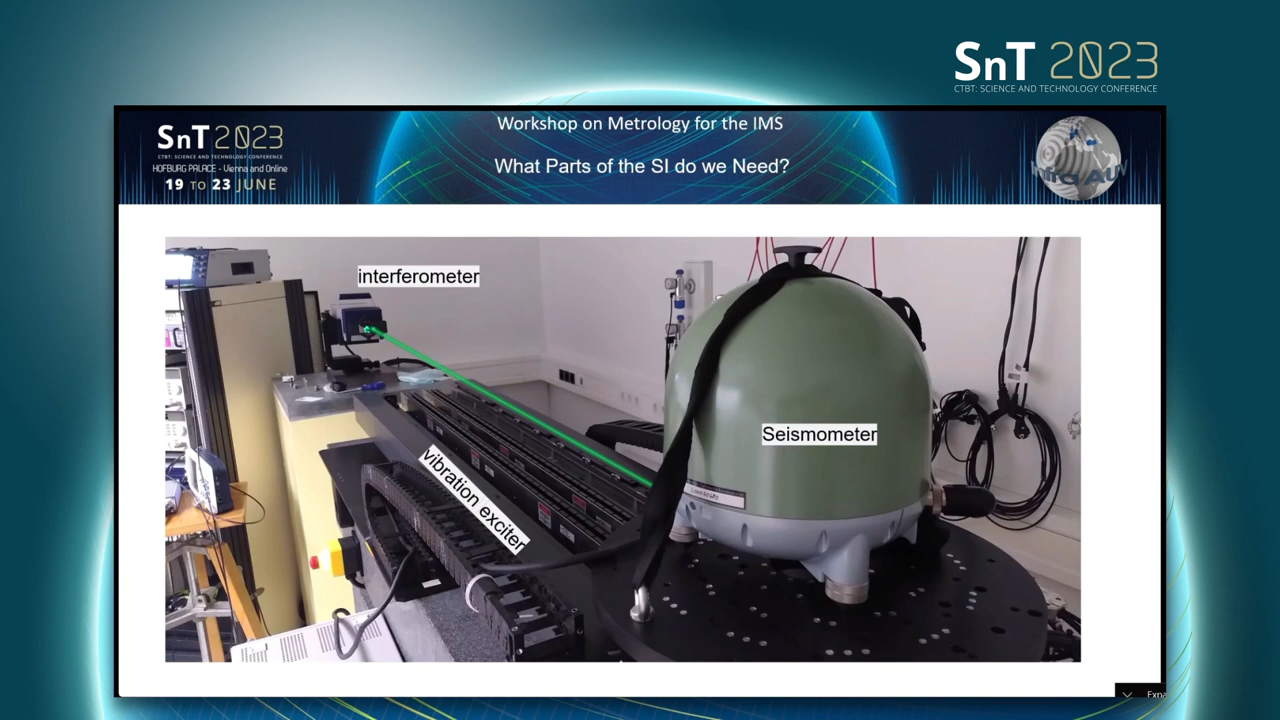 SnT 2023
CTBT: SCIENCE AND TECHNOLOGY CONFERENCE
Workshop on Metrology for the IMS
SnT 2023
CTBT: SCIENCE AND TECHNOLOGY CONFERENCE
What Parts of the SI do we Need?
HOFBURG PALACE - Vienna and Online
19 TO 23 JUNE
Infra AUV
interferometer
Seismometer
vibration exciter